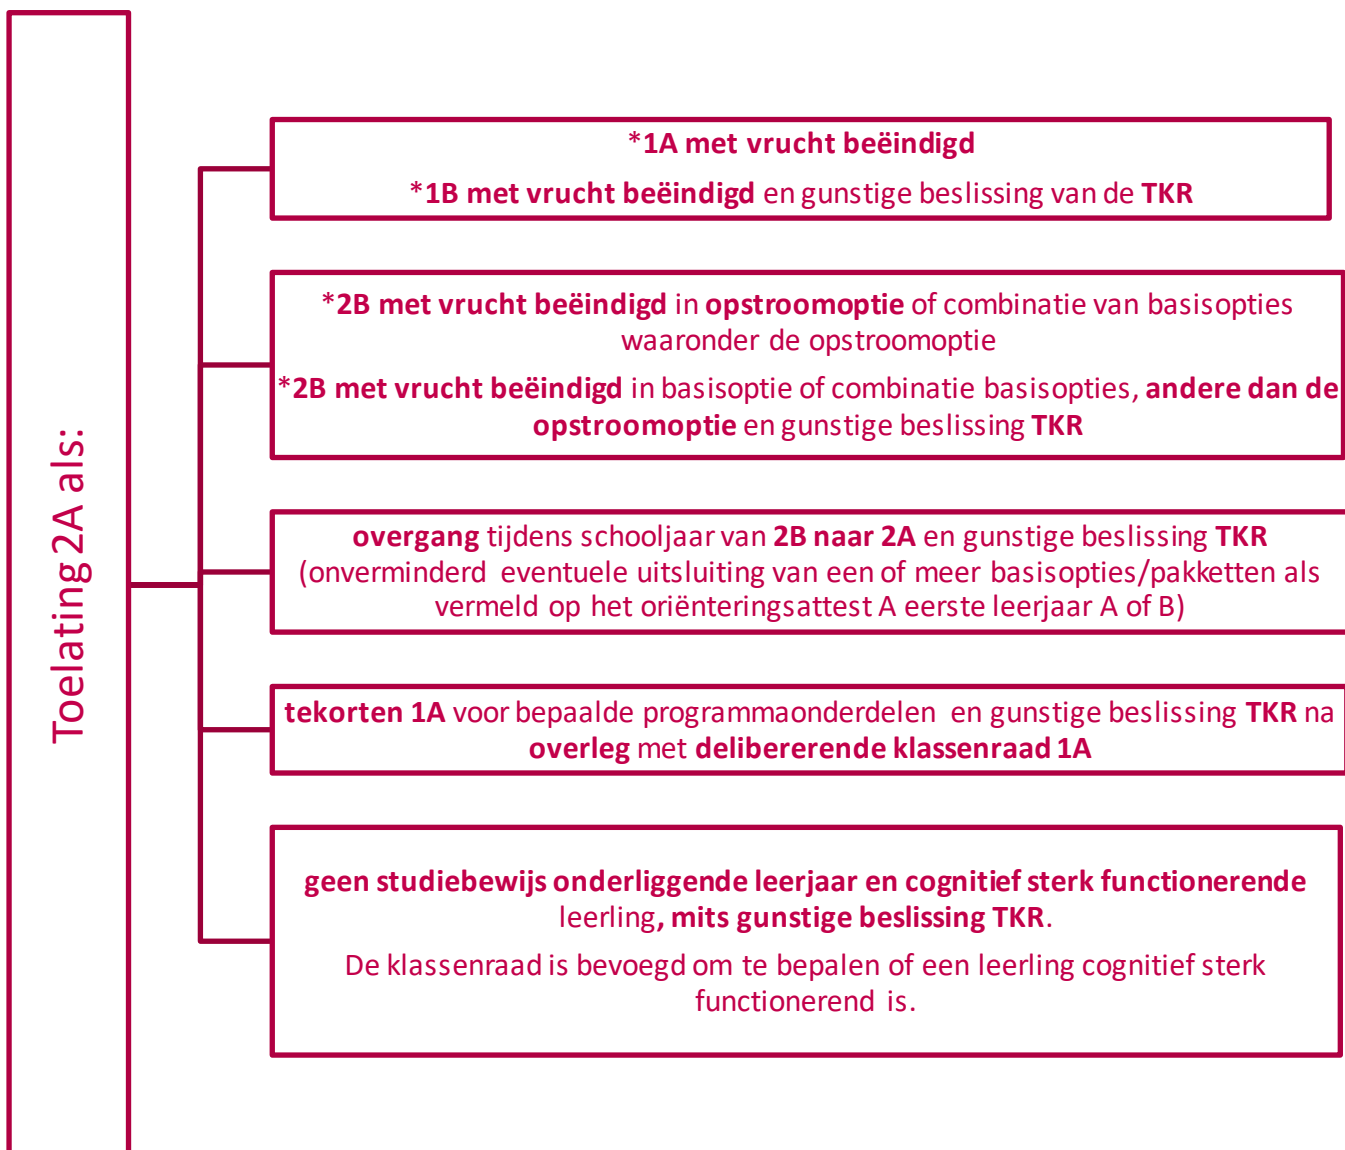 Toelating 2A als:
*1A met vrucht beëindigd
*1B met vrucht beëindigd en gunstige beslissing van de TKR
*2B met vrucht beëindigd in opstroomoptie of combinatie van basisopties
waaronder de opstroomoptie
*2B met vrucht beëindigd in basisoptie of combinatie basisopties, andere dan de
opstroomoptie en gunstige beslissing TKR
overgang tijdens schooljaar van 2B naar 2A en gunstige beslissing TKR
(onverminderd eventuele uitsluiting van een of meer basisopties/pakketten als
vermeld op het oriënteringsattest A eerste leerjaar A of B)
tekorten 1A voor bepaalde programmaonderdelen en gunstige beslissing TKR na
overleg met delibererende klassenraad 1A
geen studiebewijs onderliggende leerjaar en cognitief sterk functionerende
leerling, mits gunstige beslissing TKR.
De klassenraad is bevoegd om te bepalen of een leerling cognitief sterk
functionerend is.